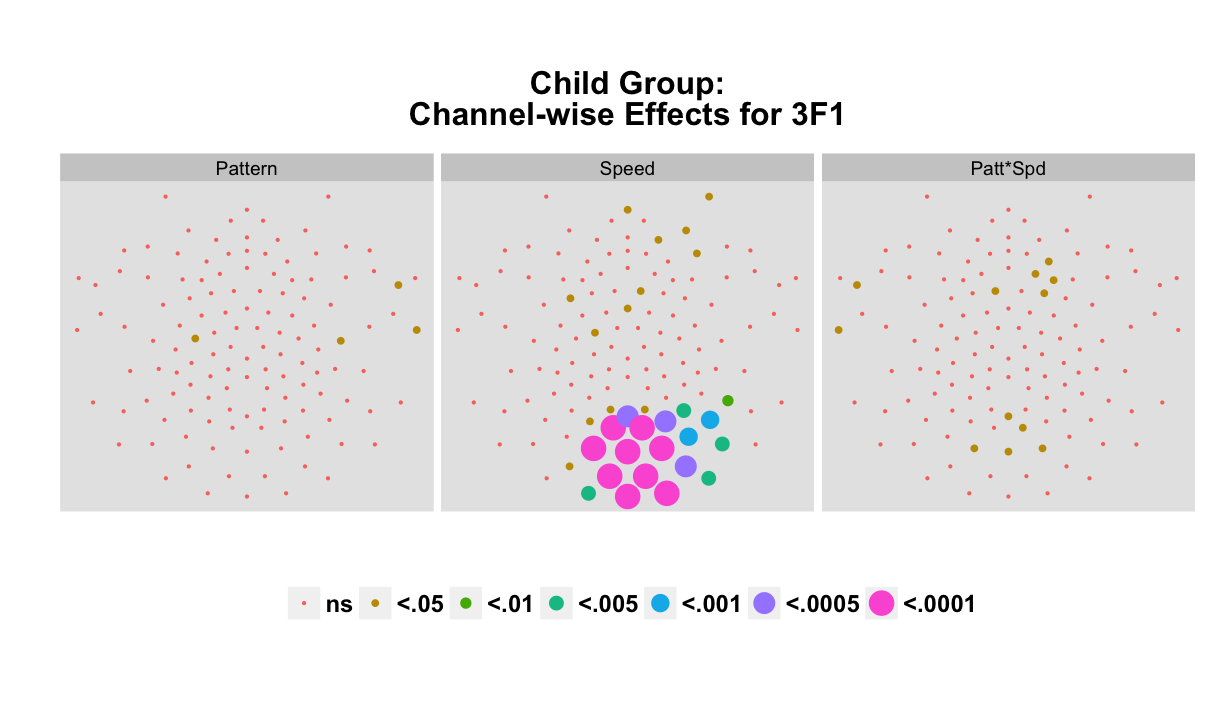 Child Group:
Channel-wise Effects for 3F1
Pattern Speed Patt*Spd
ns <.05 <.01 <.005 <.001 <.0005 <.0001